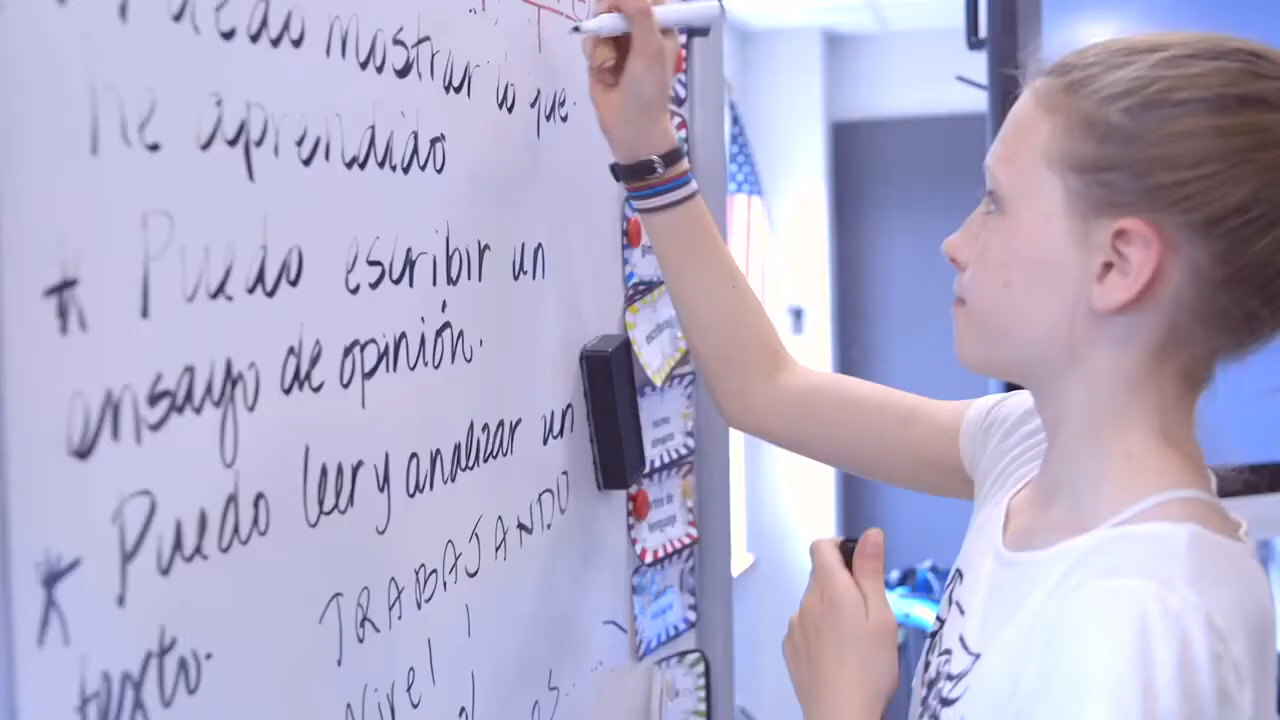 Puedo mostrar lo que
he aprendido
* Puedo escribir un
ensayo de opinión.
* Puedo leer y analizar un
texto.
TRABAJANDO
Nivel 1